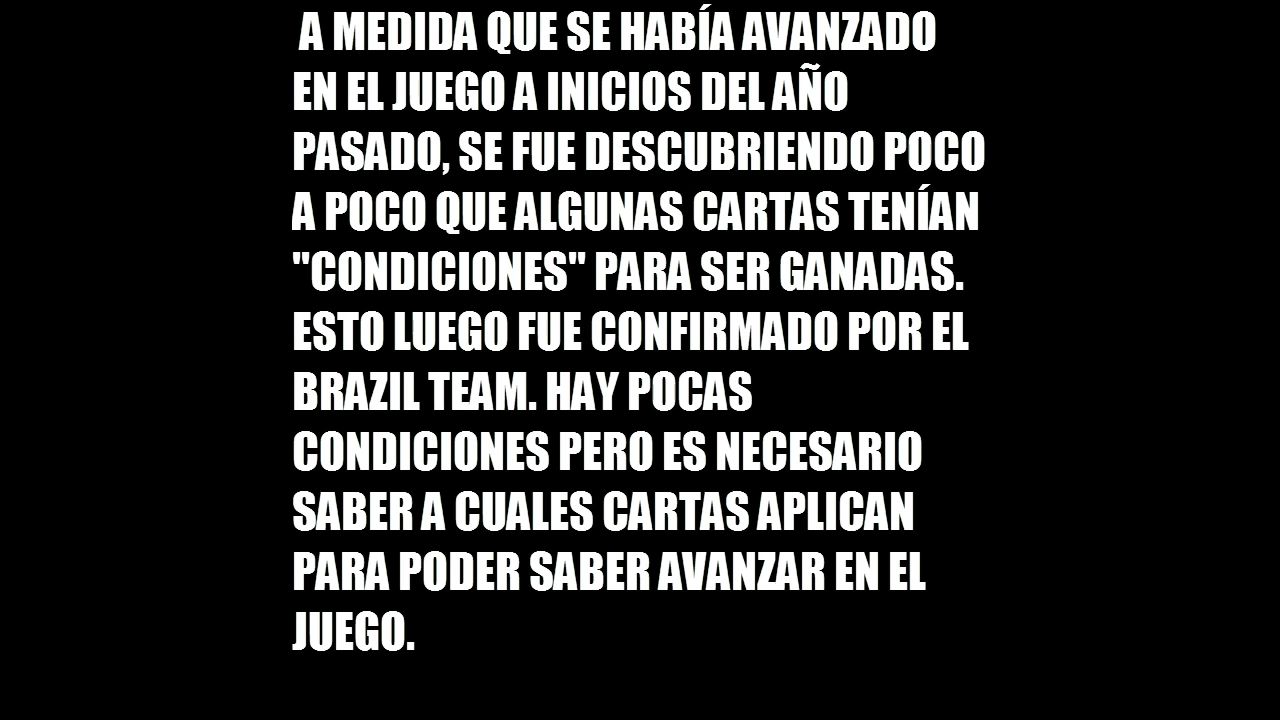 A MEDIDA QUE SE HABÍA AVANZADO
EN EL JUEGO A INICIOS DEL AÑO
PASADO, SE FUE DESCUBRIENDO POCO
A POCO QUE ALGUNAS CARTAS TENÍAN
"CONDICIONES" PARA SER GANADAS.
ESTO LUEGO FUE CONFIRMADO POR EL
BRAZIL TEAM. HAY POCAS
CONDICIONES PERO ES NECESARIO
SABER A CUALES CARTAS APLICAN
PARA PODER SABER AVANZAR EN EL
JUEGO.